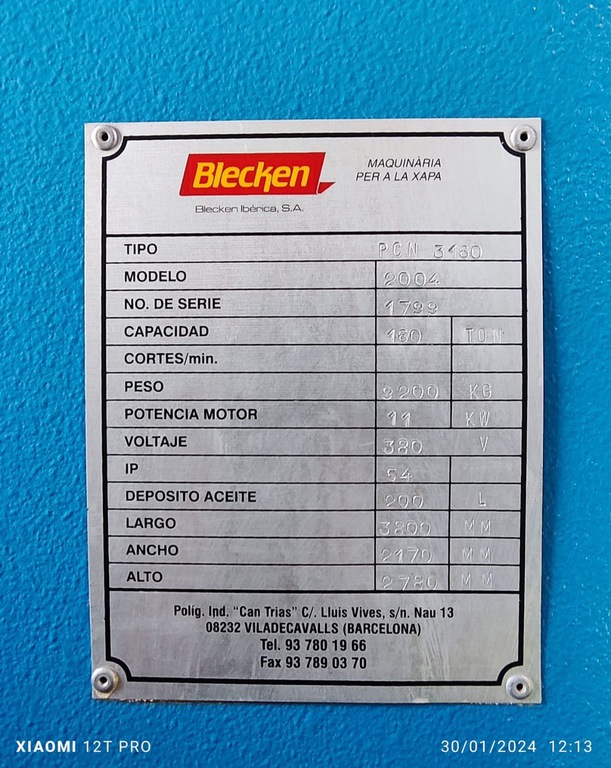 Blecken
MAQUINÀRIA
PER A LA XAPA
Blecken Ibérica, S.A.
TIPO PCN 3160
MODELO 2004
NO. DE SERIE 1799
CAPACIDAD 160 TON
CORTES/min.
PESO 9200 KG
POTENCIA MOTOR 11 KW
VOLTAJE 380 V
IP 54
DEPOSITO ACEITE 200 L
LARGO 3800 MM
ANCHO 2170 MM
ALTO 2780 MM
Políg. Ind. "Can Trias" C/. Lluis Vives, s/n. Nau 13
08232 VILADECAVALLS (BARCELONA)
Tel. 93 780 19 66
Fax 93 789 03 70
XIAOMI 12T PRO 30/01/2024 12:13